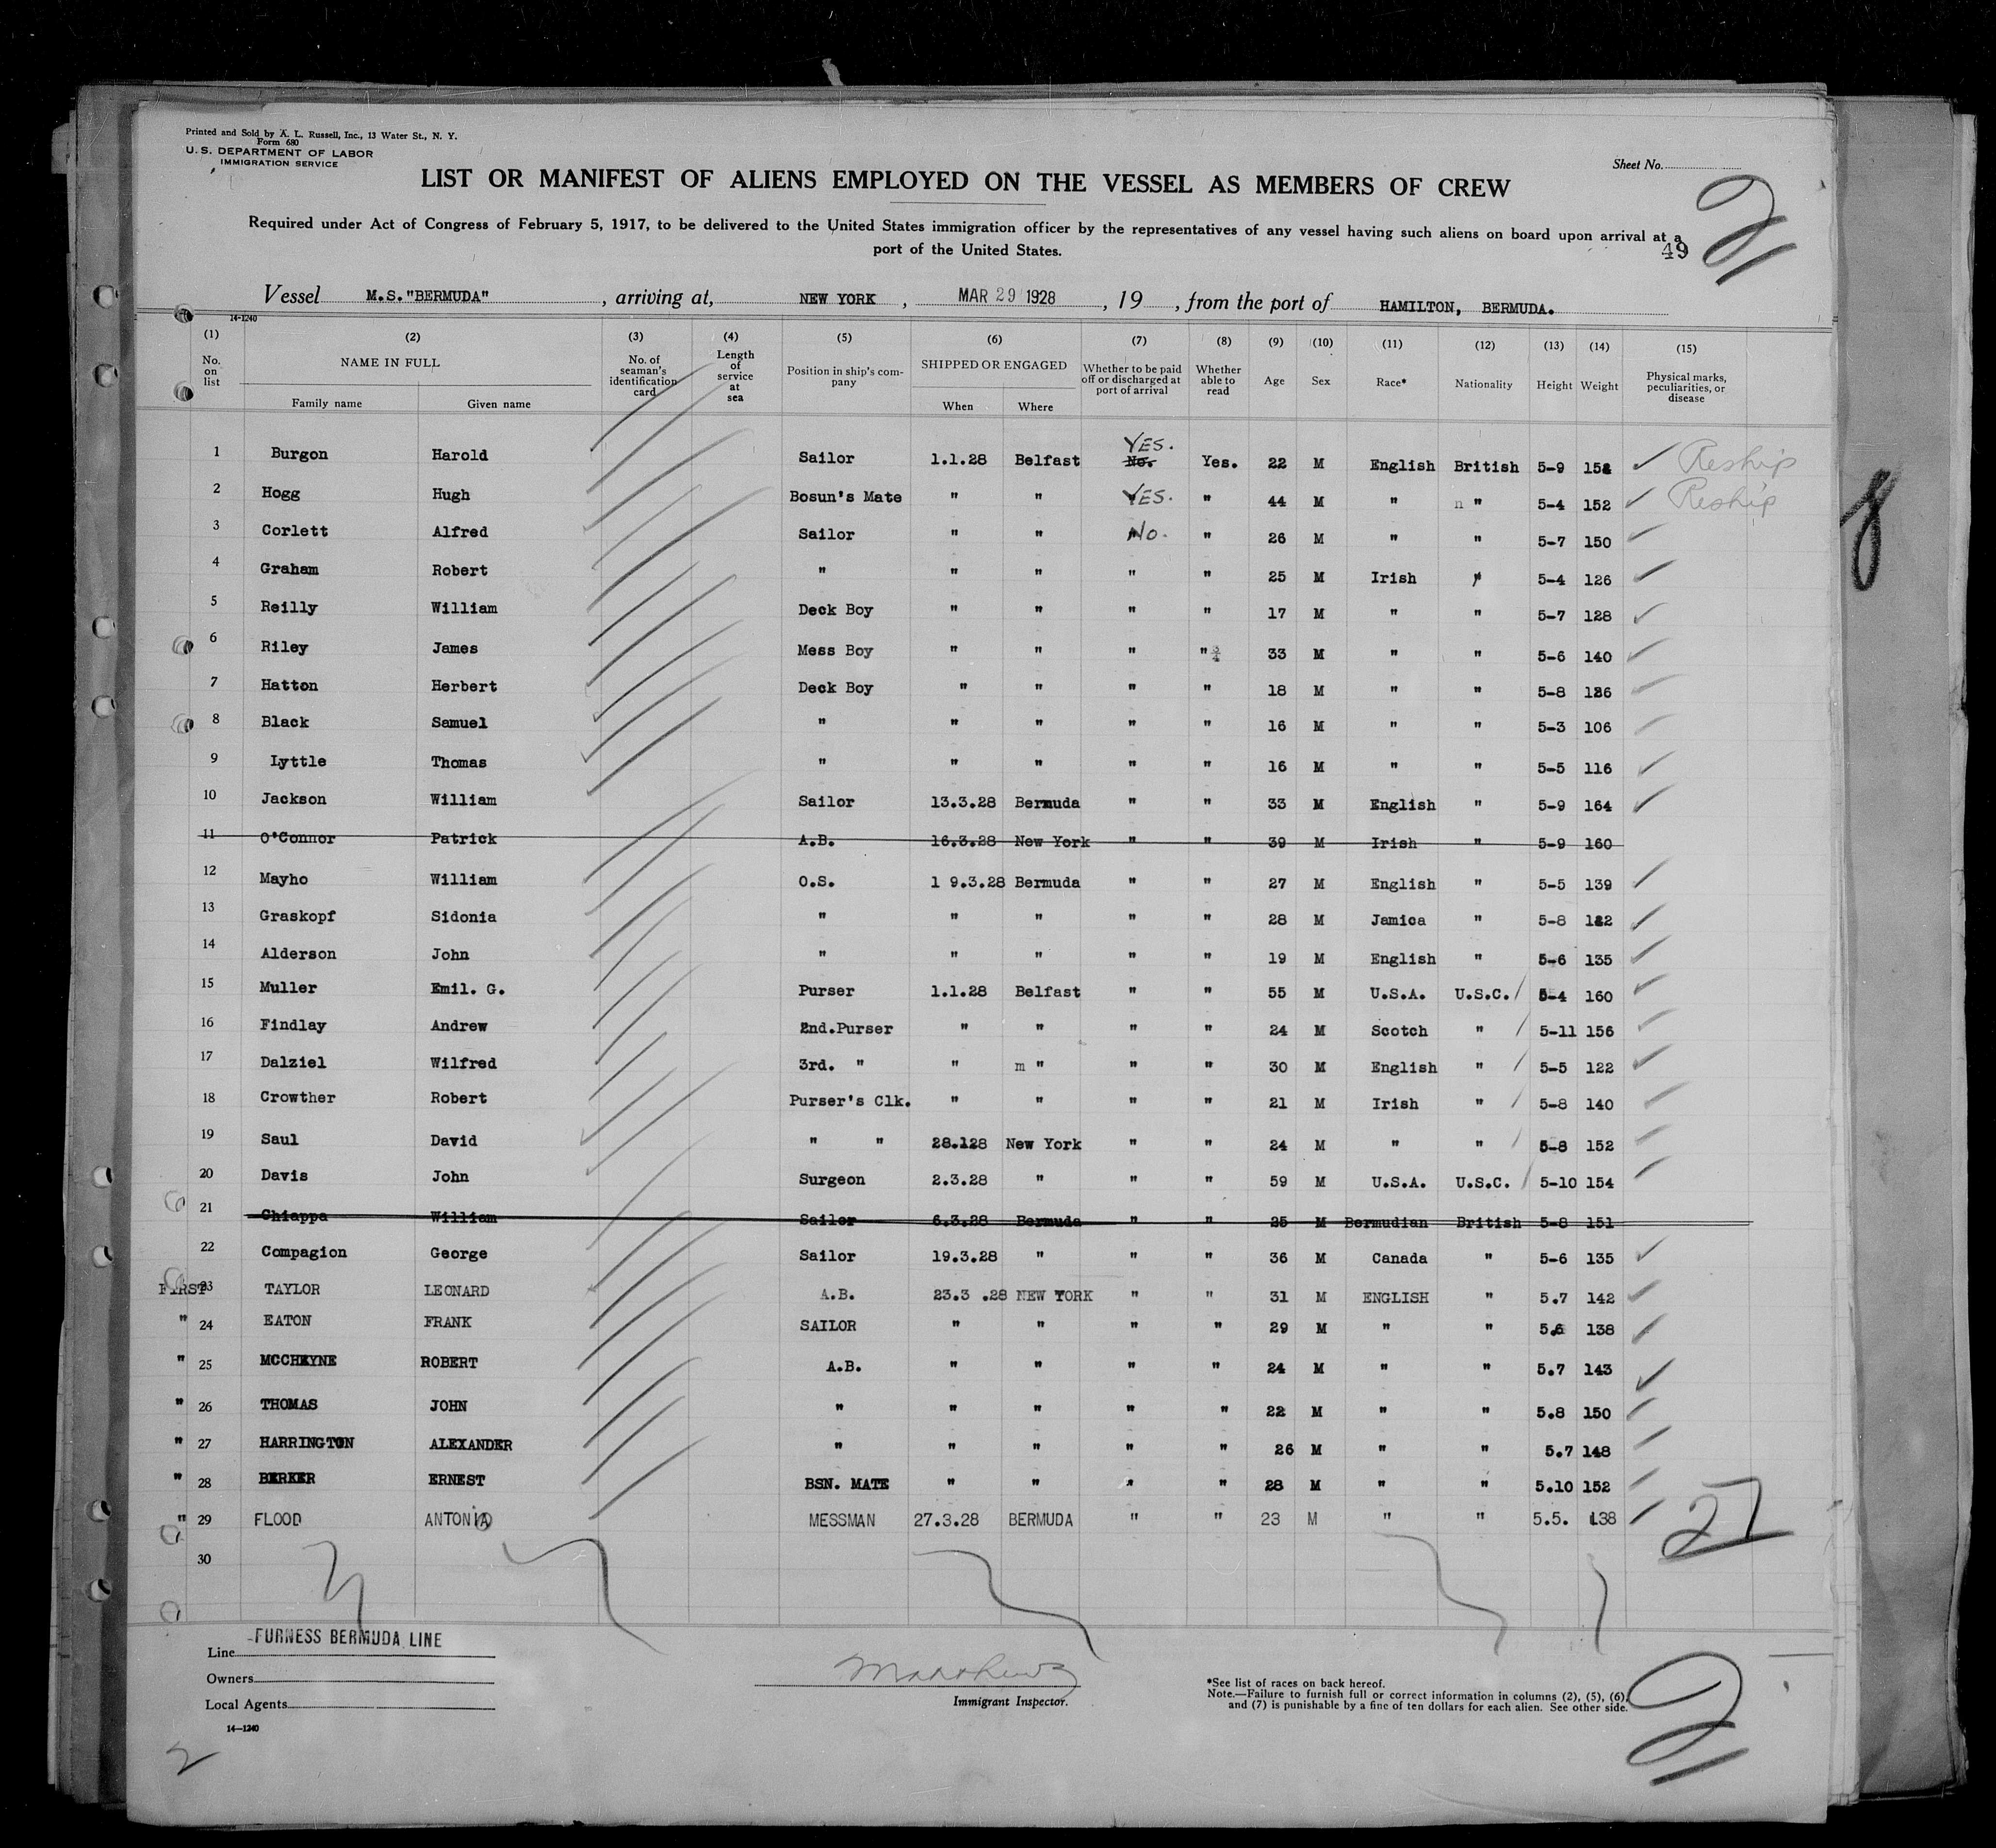 Printed and Sold by A. L. Russell, Inc., 13 Water St., N. Y.
Form 680
U. S. DEPARTMENT OF LABOR
IMMIGRATION SERVICE
Sheet No.
LIST OR MANIFEST OF ALIENS EMPLOYED ON THE VESSEL AS MEMBERS OF CREW
Required under Act of Congress of February 5, 1917, to be delivered to the United States immigration officer by the representatives of any vessel having such aliens on board upon arrival at a
port of the United States.
49
Vessel M.S."BERMUDA" , arriving at, NEW YORK , MAR 29 1928 , 19 , from the port of HAMILTON, BERMUDA.
14-1240
(1) (2) (3) (4) (5) (6) (7) (8) (9) (10) (11) (12) (13) (14) (15)
No. on list NAME IN FULL No. of seaman's identification card Length of service at sea Position in ship's company SHIPPED OR ENGAGED Whether to be paid off or discharged at port of arrival Whether able to read Age Sex Race* Nationality Height Weight Physical marks, peculiarities, or disease
Family name Given name When Where
1 Burgon Harold Sailor 1.1.28 Belfast YES. No. Yes. 22 M English British 5-9 Reship
2 Hogg Hugh Bosun's Mate " " YES. " 44 M " n " 5-4 152 Reship
3 Corlett Alfred Sailor " " No. " 26 M " " 5-7 150
4 Graham Robert " " " " " 25 M Irish " 5-4 126
5 Reilly William Deck Boy " " " " 17 M " " 5-7 128
6 Riley James Mess Boy " " " " 33 M " " 5-6 140
7 Hatton Herbert Deck Boy " " " " 18 M " " 5-8 126
8 Black Samuel " " " " " 16 M " " 5-3 106
9 Lyttle Thomas " " " " " 16 M " " 5-5 116
10 Jackson William Sailor 13.3.28 Bermuda " " 33 M English " 5-9 164
11 O'Connor Patrick A.B. 16.3.28 New York " " 39 M Irish " 5-9 160
12 Mayho William O.S. 1 9.3.28 Bermuda " " 27 M English " 5-5 139
13 Graskopf Sidonia " " " " " 28 M Jamica " 5-8
14 Alderson John " " " " " 19 M English " 5-6 135
15 Muller Emil. G. Purser 1.1.28 Belfast " " 55 M U.S.A. U.S.C. 5-4 160
16 Findlay Andrew 2nd.Purser " " " " 24 M Scotch " 5-11 156
17 Dalziel Wilfred 3rd. " " m " " " 30 M English " 5-5 122
18 Crowther Robert Purser's Clk. " " " " 21 M Irish " 5-8 140
19 Saul David " " 28.128 New York " " 24 M " " 5-8 152
20 Davis John Surgeon 2.3.28 " " " 59 M U.S.A. U.S.C. 5-10 154
21 Chiappa William Sailor 6.3.28 Bermuda " " 25 M Bermudian British 5-8 151
22 Compagion George Sailor 19.3.28 " " " 36 M Canada " 5-6 135
FIRST 23 TAYLOR LEONARD A.B. 23.3 .28 NEW YORK " " 31 M ENGLISH " 5.7 142
" 24 EATON FRANK SAILOR " " " " 29 M " " 5.6 138
" 25 MCCHEYNE ROBERT A.B. " " " " 24 M " " 5.7 143
" 26 THOMAS JOHN " " " " " 22 M " " 5.8 150
" 27 HARRINGTON ALEXANDER " " " " " 26 M " " 5.7 148
" 28 ERNEST BSN. MATE " " " " 28 M " " 5.10 152
" 29 FLOOD MESSMAN 27.3.28 BERMUDA " " 23 M " " 5.5. 138
30
27
Line FURNESS BERMUDA LINE
Owners
Local Agents
14—1240
Immigrant Inspector.
*See list of races on back hereof.
Note.—Failure to furnish full or correct information in columns (2), (5), (6),
and (7) is punishable by a fine of ten dollars for each alien. See other side.
2
8